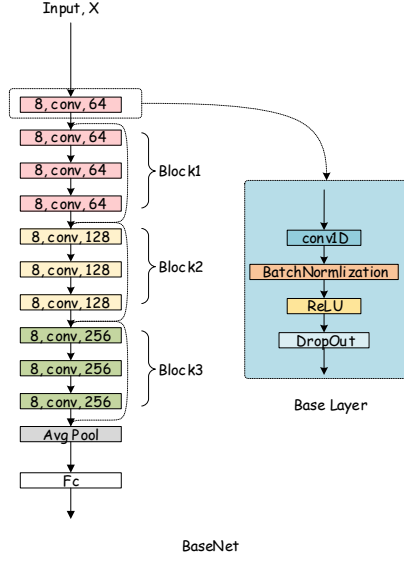 Input, X
8, conv, 64
8, conv, 64
8, conv, 64
8, conv, 64
Block1
8, conv, 128
8, conv, 128
8, conv, 128
Block2
8, conv, 256
8, conv, 256
8, conv, 256
Block3
Avg Pool
Fc
conv1D
BatchNormlization
ReLU
DropOut
Base Layer
BaseNet